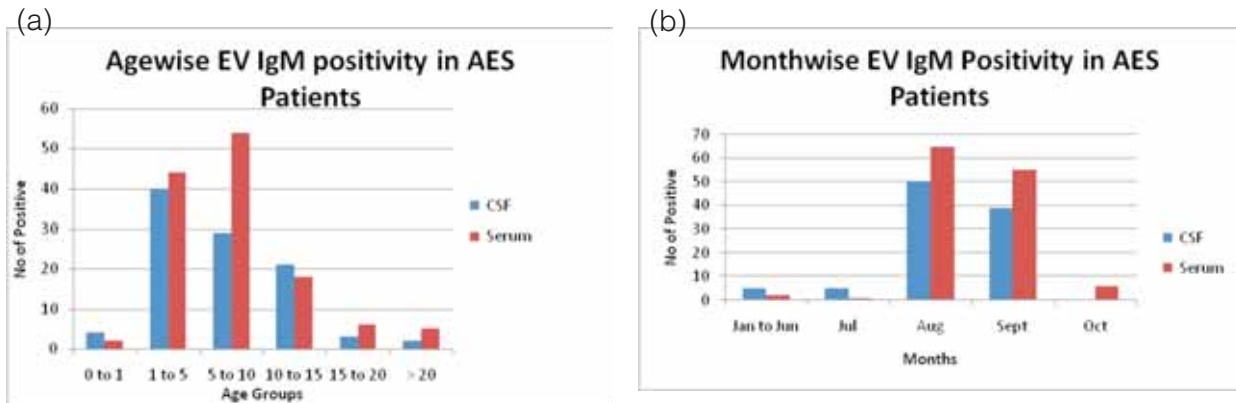 (a)
Agewise EV IgM positivity in AES
Patients
60
50
40
30
20
10
0
No of Positive
0 to 1 1 to 5 5 to 10 10 to 15 15 to 20 > 20
Age Groups
CSF
Serum
(b)
Monthwise EV IgM Positivity in AES
Patients
70
60
50
40
30
20
10
0
No of Positive
Jan to Jun Jul Aug Sept Oct
Months
CSF
Serum